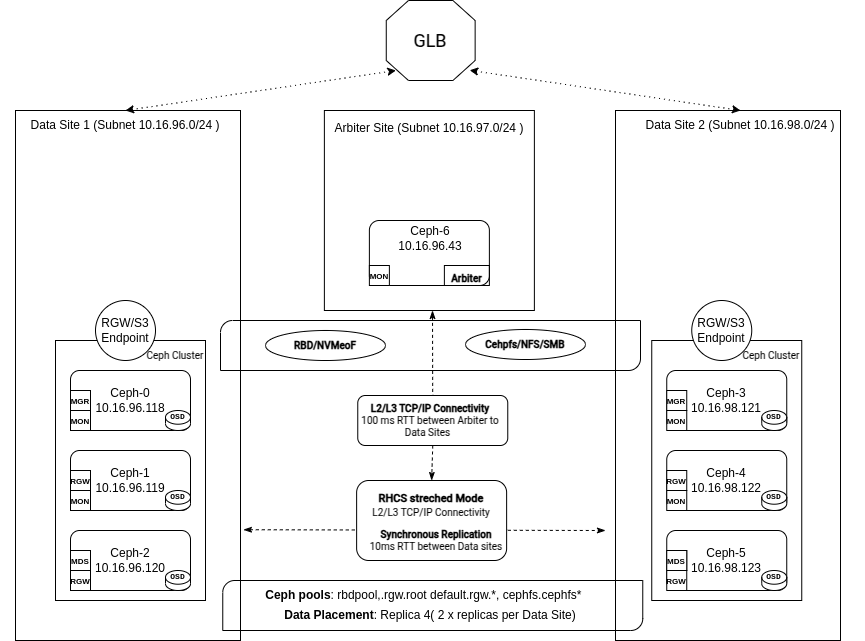 GLB
Data Site 1 (Subnet 10.16.96.0/24 )
Arbiter Site (Subnet 10.16.97.0/24 )
Data Site 2 (Subnet 10.16.98.0/24 )
Ceph-6
10.16.96.43
MON
Arbiter
RGW/S3
Endpoint
Ceph Cluster
Ceph-0
10.16.96.118
MGR
MON
OSD
Ceph-1
10.16.96.119
RGW
MON
OSD
Ceph-2
10.16.96.120
MDS
RGW
OSD
RBD/NVMeoF
Cehpfs/NFS/SMB
L2/L3 TCP/IP Connectivity
100 ms RTT between Arbiter to
Data Sites
RHCS streched Mode
L2/L3 TCP/IP Connectivity
Synchronous Replication
10ms RTT between Data sites
RGW/S3
Endpoint
Ceph Cluster
Ceph-3
10.16.98.121
MGR
MON
OSD
Ceph-4
10.16.98.122
RGW
MON
OSD
Ceph-5
10.16.98.123
MDS
RGW
OSD
Ceph pools: rbdpool,.rgw.root default.rgw.*, cephfs.cephfs*
Data Placement: Replica 4( 2 x replicas per Data Site)